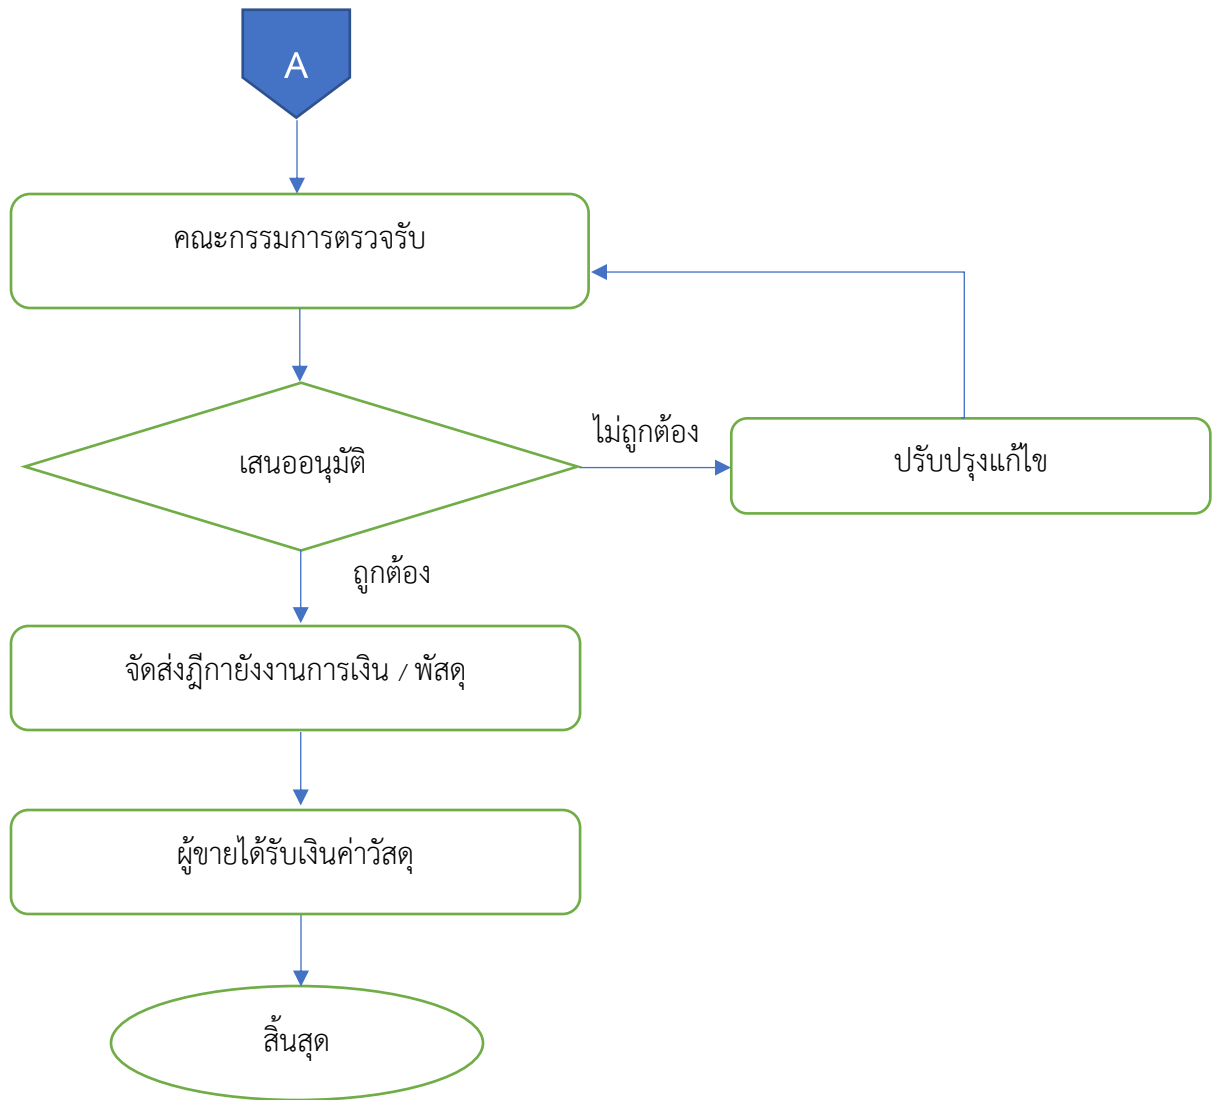 A
คณะกรรมการตรวจรับ
เสนออนุมัติ
ไม่ถูกต้อง
ปรับปรุงแก้ไข
ถูกต้อง
จัดส่งฎีกายังงานการเงิน / พัสดุ
ผู้ขายได้รับเงินค่าวัสดุ
สิ้นสุด